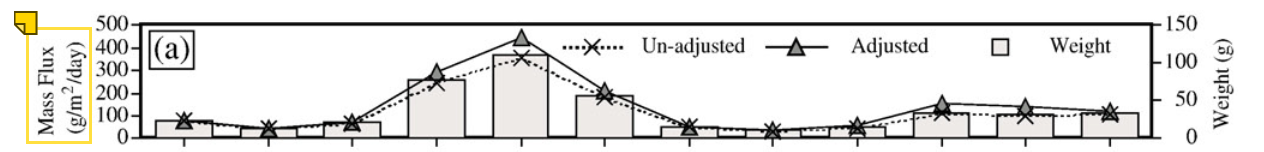 500
400
300
200
100
0
Mass Flux
(g/m²/day)
(a)
Un-adjusted
Adjusted
Weight
150
100
50
0
Weight (g)